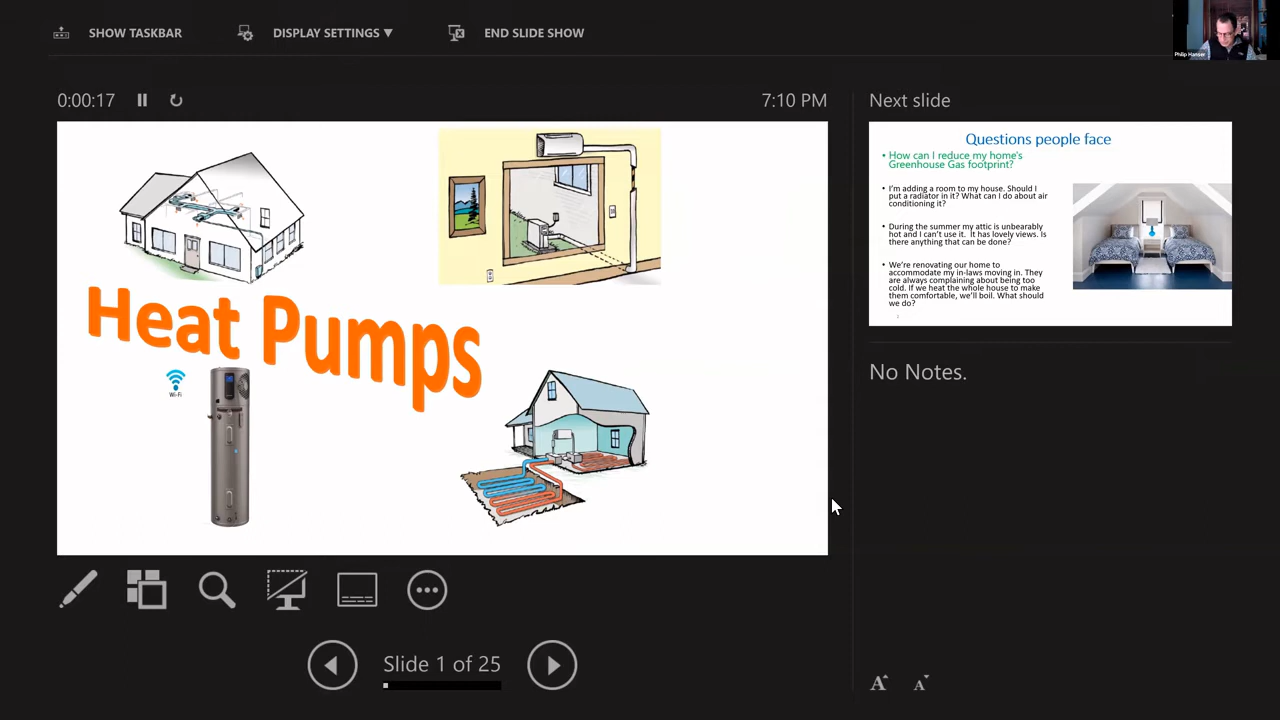 SHOW TASKBAR
DISPLAY SETTINGS ▼
END SLIDE SHOW
Philip Hanser
0:00:17
7:10 PM
Next slide
Heat Pumps
Wi-Fi
Questions people face
• How can I reduce my home's
Greenhouse Gas footprint?
• I'm adding a room to my house. Should I
put a radiator in it? What can I do about air
conditioning it?
• During the summer my attic is unbearably
hot and I can't use it. It has lovely views. Is
there anything that can be done?
• We're renovating our home to
accommodate my in-laws moving in. They
are always complaining about being too
cold. If we heat the whole house to make
them comfortable, we'll boil. What should
we do?
No Notes.
Slide 1 of 25
A A